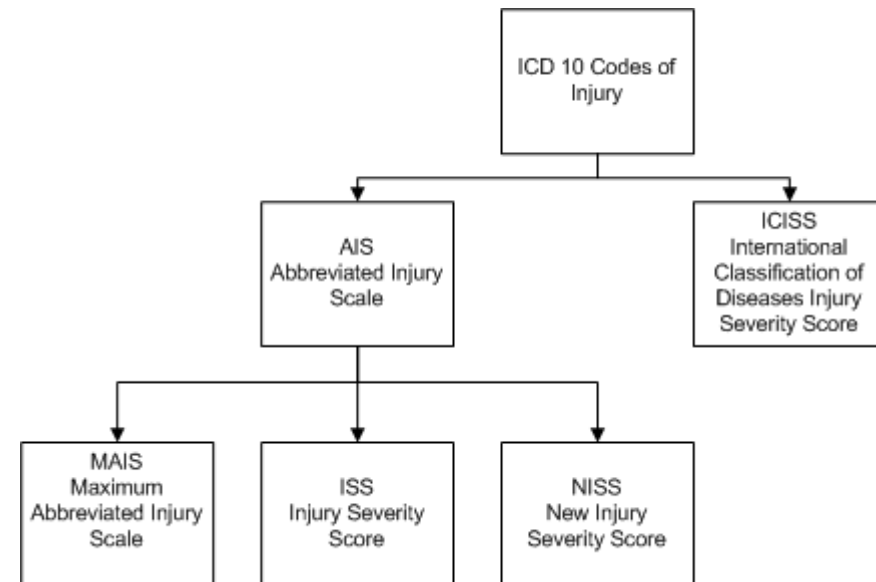 ICD 10 Codes of
Injury
AIS
Abbreviated Injury
Scale
ICISS
International
Classification of
Diseases Injury
Severity Score
MAIS
Maximum
Abbreviated Injury
Scale
ISS
Injury Severity
Score
NISS
New Injury
Severity Score